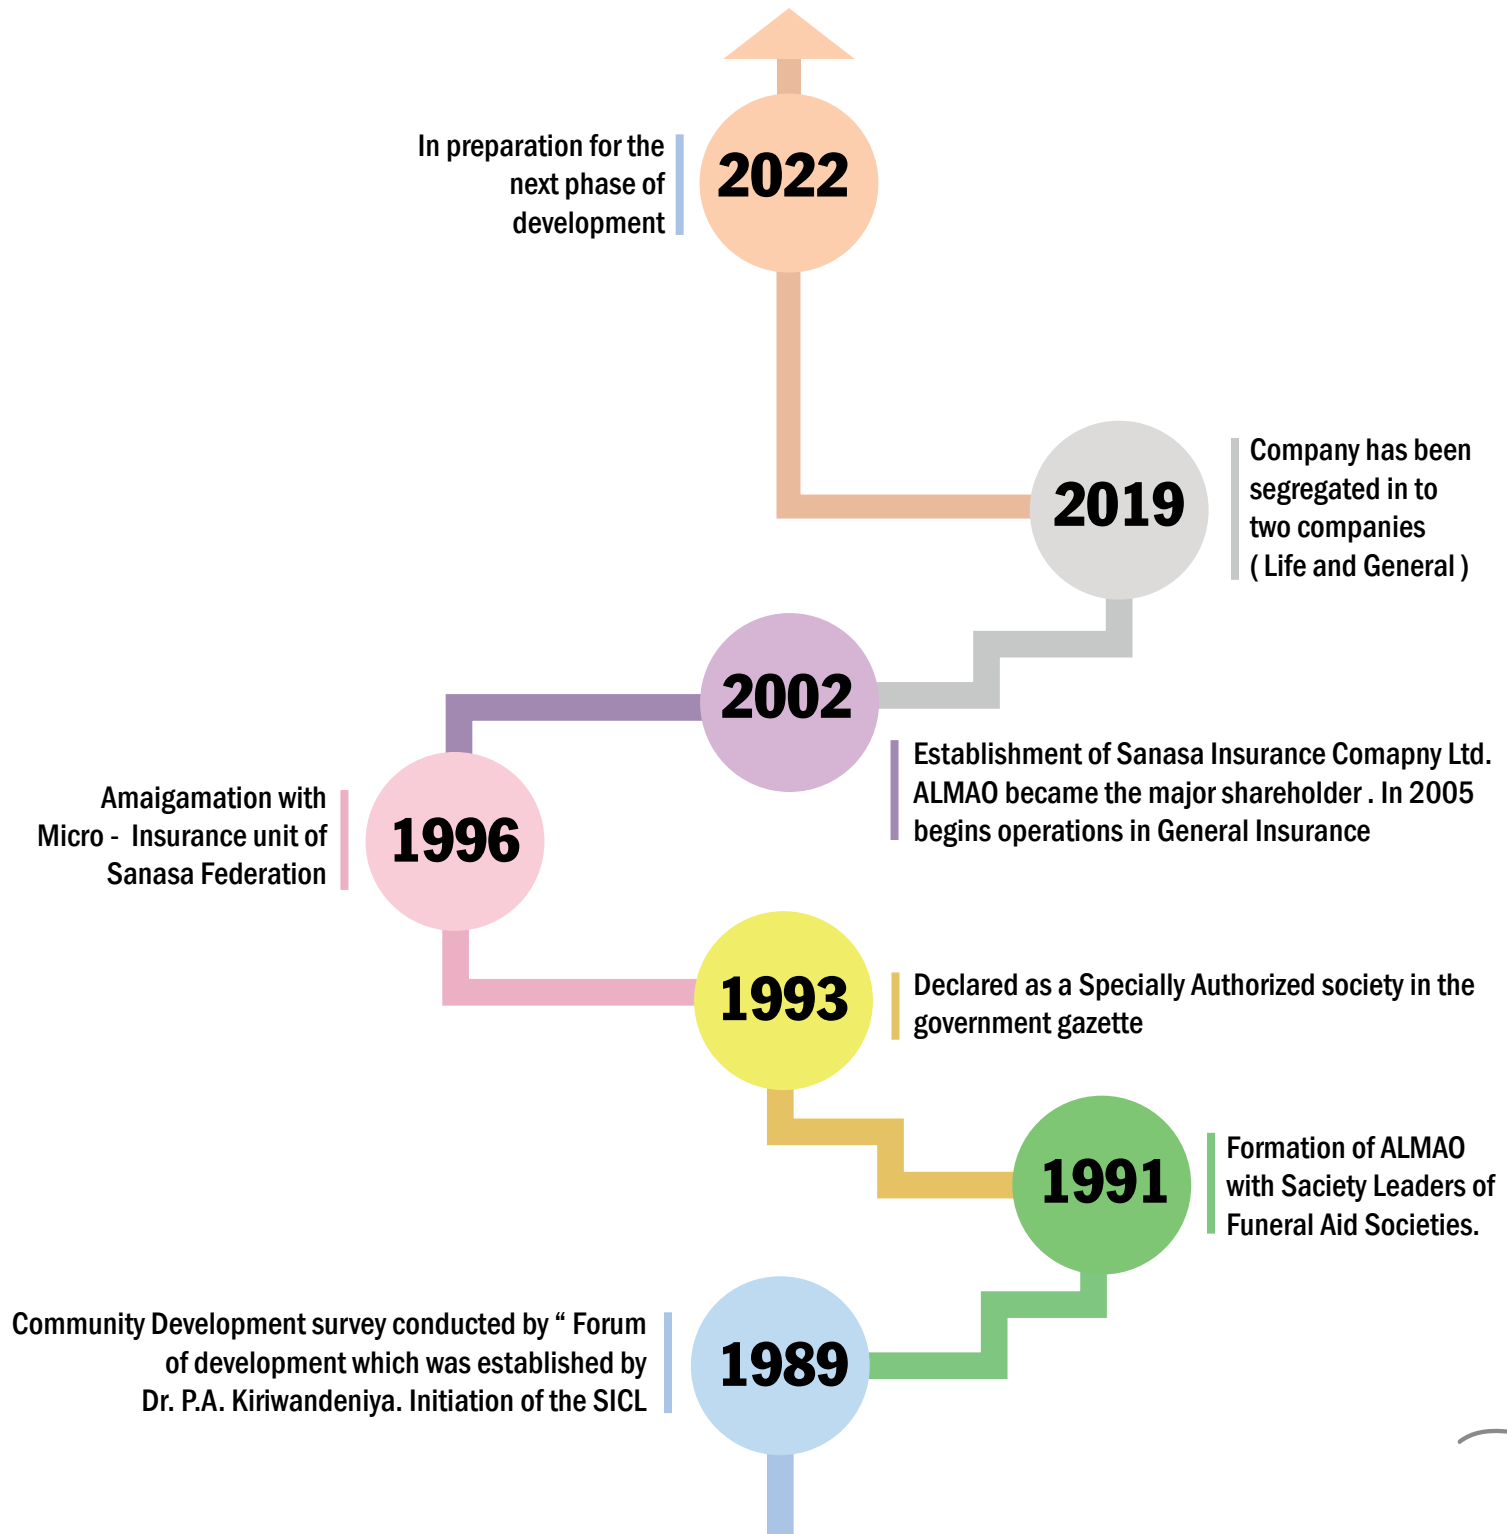 2022
In preparation for the
next phase of
development
2019
Company has been
segregated in to
two companies
( Life and General )
2002
Establishment of Sanasa Insurance Comapny Ltd.
ALMAO became the major shareholder . In 2005
begins operations in General Insurance
1996
Amaigamation with
Micro - Insurance unit of
Sanasa Federation
1993
Declared as a Specially Authorized society in the
government gazette
1991
Formation of ALMAO
with Saciety Leaders of
Funeral Aid Societies.
1989
Community Development survey conducted by “ Forum
of development which was established by
Dr. P.A. Kiriwandeniya. Initiation of the SICL